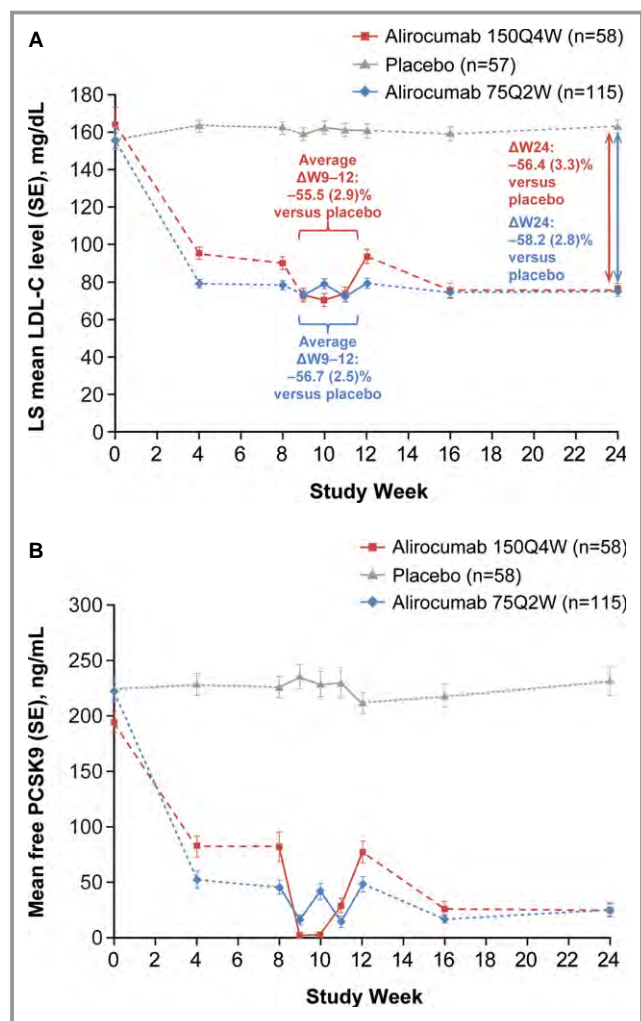 A
Alirocumab 150Q4W (n=58)
Placebo (n=57)
Alirocumab 75Q2W (n=115)
LS mean LDL-C level (SE), mg/dL
180
160
140
120
100
80
60
40
20
0
Average
ΔW9–12:
–55.5 (2.9)%
versus placebo
ΔW24:
–56.4 (3.3)%
versus
placebo
ΔW24:
–58.2 (2.8)%
versus
placebo
Average
ΔW9–12:
–56.7 (2.5)%
versus placebo
0 2 4 6 8 10 12 14 16 18 20 22 24
Study Week
B
Alirocumab 150Q4W (n=58)
Placebo (n=58)
Alirocumab 75Q2W (n=115)
Mean free PCSK9 (SE), ng/mL
300
250
200
150
100
50
0
0 2 4 6 8 10 12 14 16 18 20 22 24
Study Week